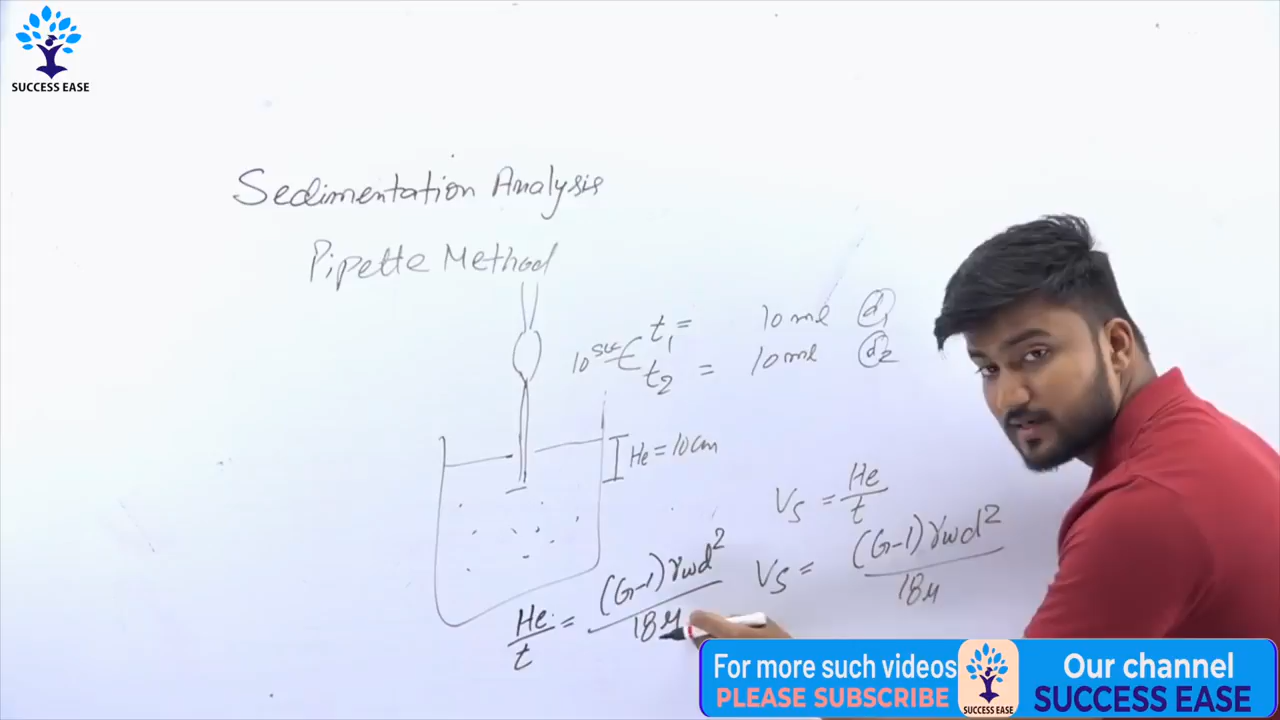 SUCCESS EASE
Sedimentation Analysis
Pipette Method
10 sec
t₁ = 10 ml d₁
t₂ = 10 ml d₂
He = 10 cm
Vs = He/t
Vs = (G-1)γwd²/18μ
He/t = (G-1)γwd²/18μ
For more such videos
PLEASE SUBSCRIBE
Our channel
SUCCESS EASE
SUCCESS EASE